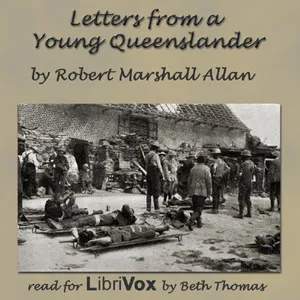 Letters from a
Young Queenslander
by Robert Marshall Allan
read for LibriVox by Beth Thomas